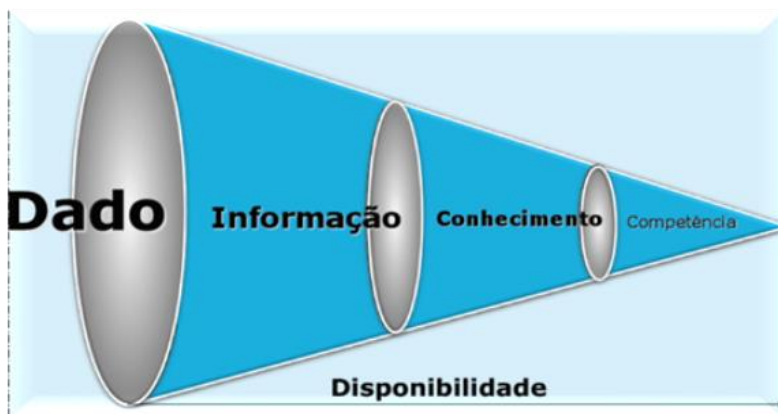 Dado
Informação
Conhecimento
Competência
Disponibilidade